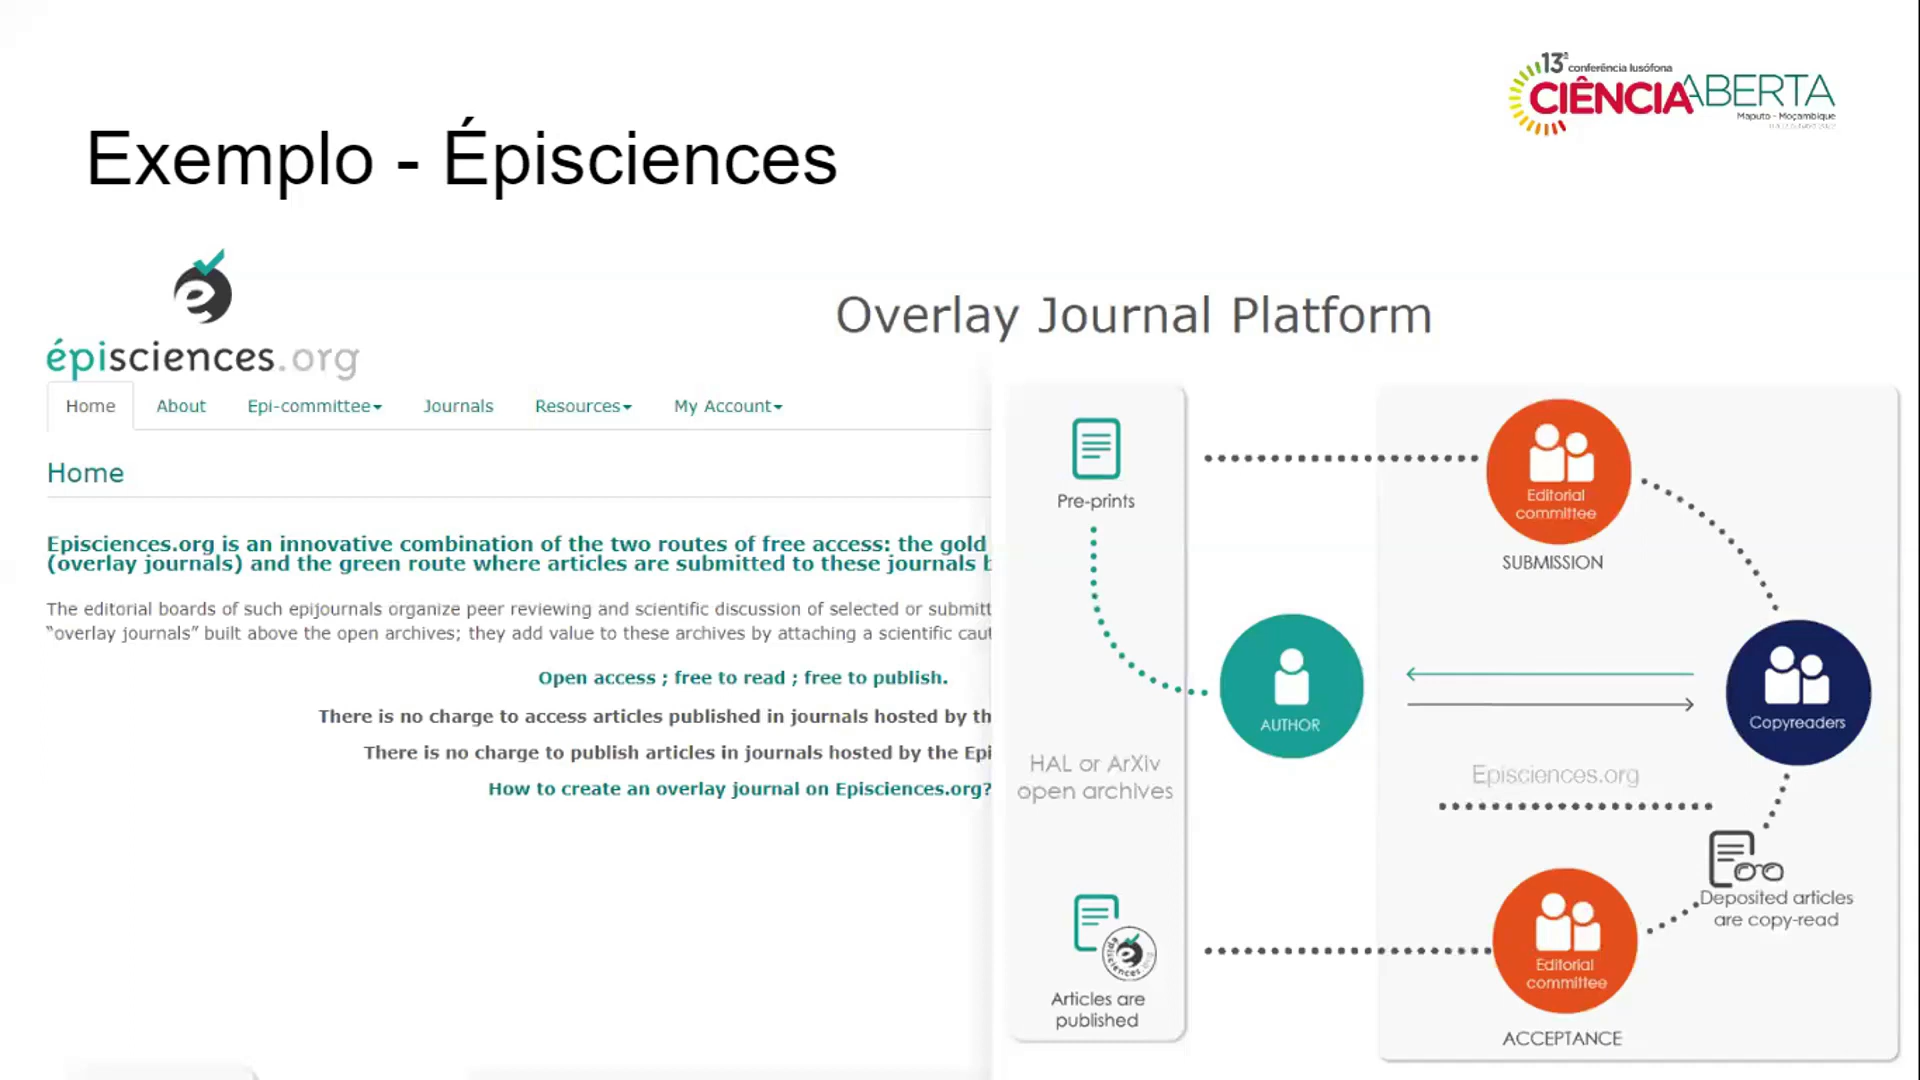 13ª conferência lusófona
CIÊNCIA ABERTA
Maputo - Moçambique
Exemplo - Épisciences
épisciences.org
Overlay Journal Platform
Home About Epi-committee Journals Resources My Account
Home
Episciences.org is an innovative combination of the two routes of free access: the gold
(overlay journals) and the green route where articles are submitted to these journals b
The editorial boards of such epijournals organize peer reviewing and scientific discussion of selected or submitt
“overlay journals” built above the open archives; they add value to these archives by attaching a scientific caut
Open access ; free to read ; free to publish.
There is no charge to access articles published in journals hosted by th
There is no charge to publish articles in journals hosted by the Epi
How to create an overlay journal on Episciences.org?
Pre-prints
Editorial
committee
SUBMISSION
AUTHOR
Copyreaders
HAL or ArXiv
open archives
Episciences.org
Deposited articles
are copy-read
épisciences.org
Articles are
published
Editorial
committee
ACCEPTANCE